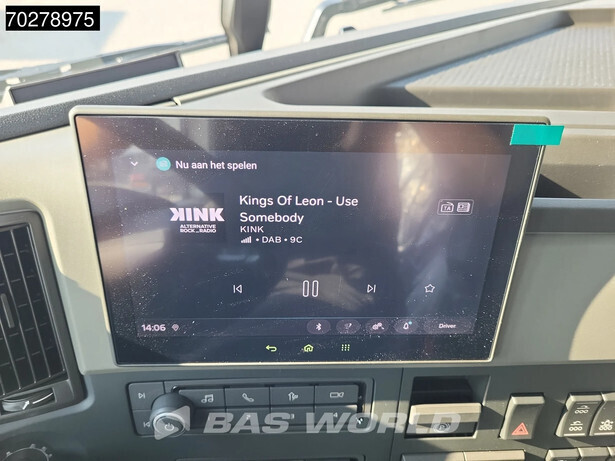 70278975
Nu aan het spelen
KINK
ALTERNATIVE
ROCK RADIO
Kings Of Leon - Use
Somebody
KINK
• DAB • 9C
TA
14:06
Driver
BAS WORLD